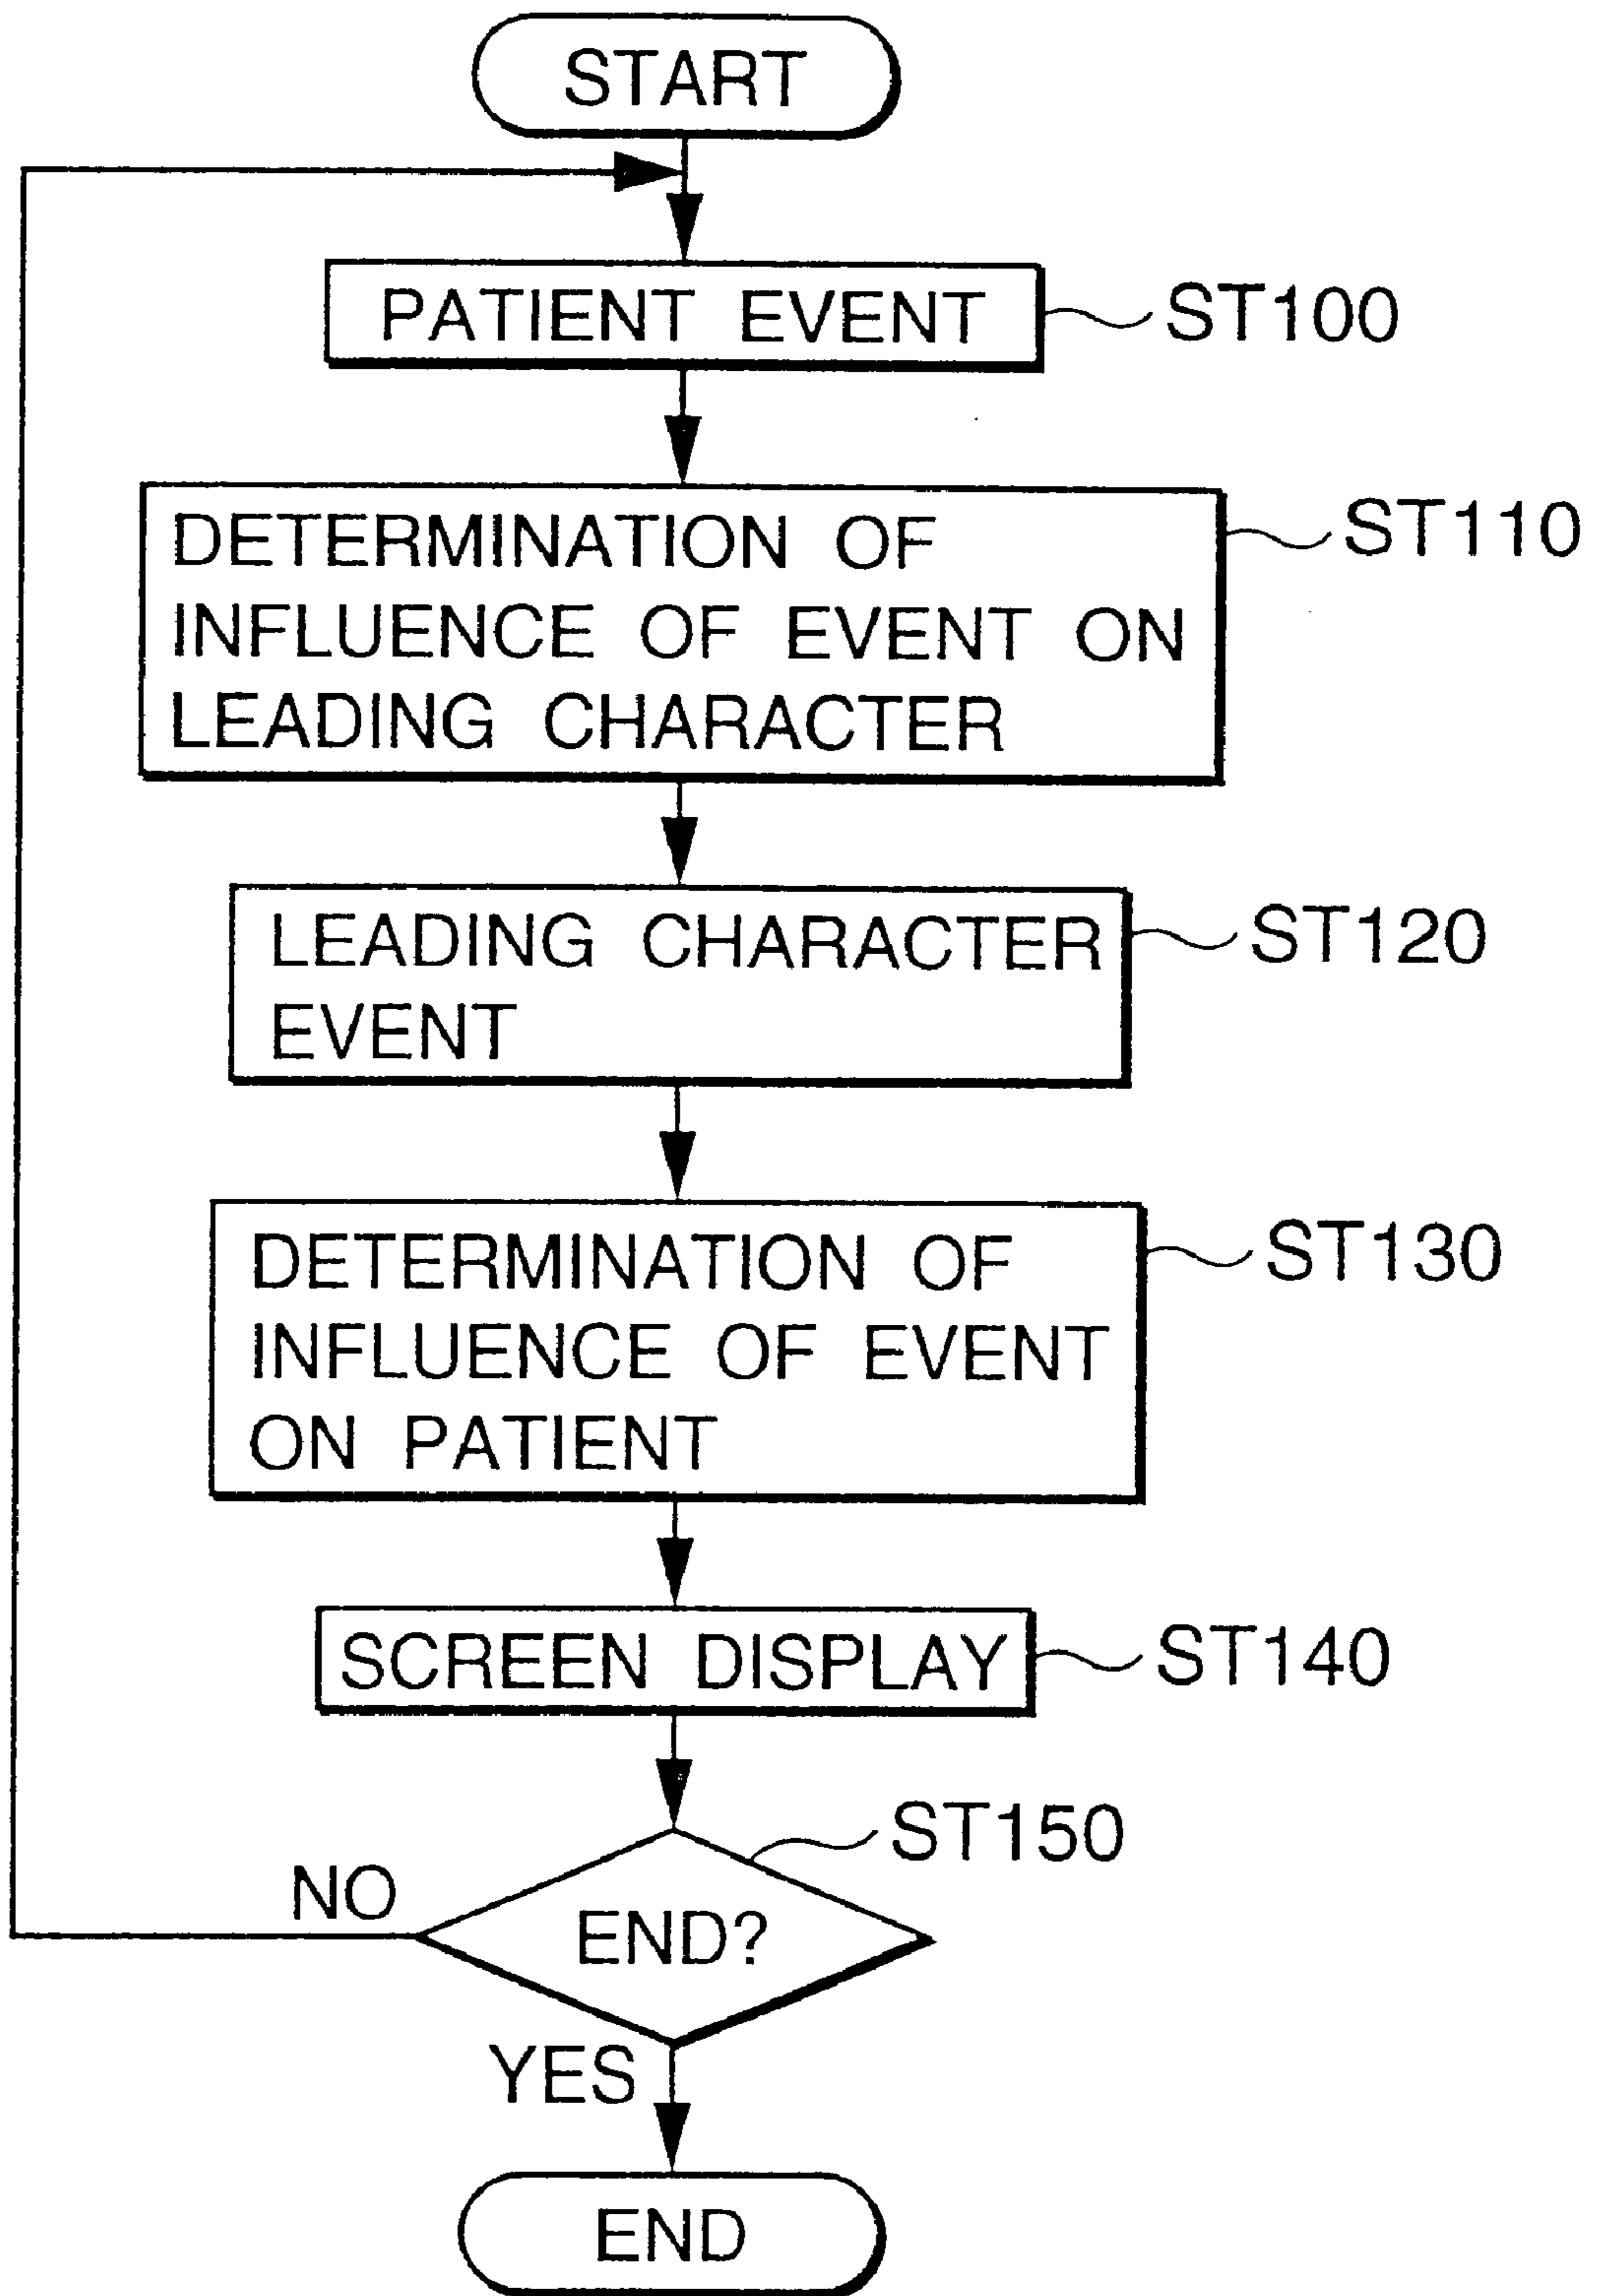 START
PATIENT EVENT
ST100
DETERMINATION OF
INFLUENCE OF EVENT ON
LEADING CHARACTER
ST110
LEADING CHARACTER
EVENT
ST120
DETERMINATION OF
INFLUENCE OF EVENT
ON PATIENT
ST130
SCREEN DISPLAY
ST140
ST150
NO
END?
YES
END